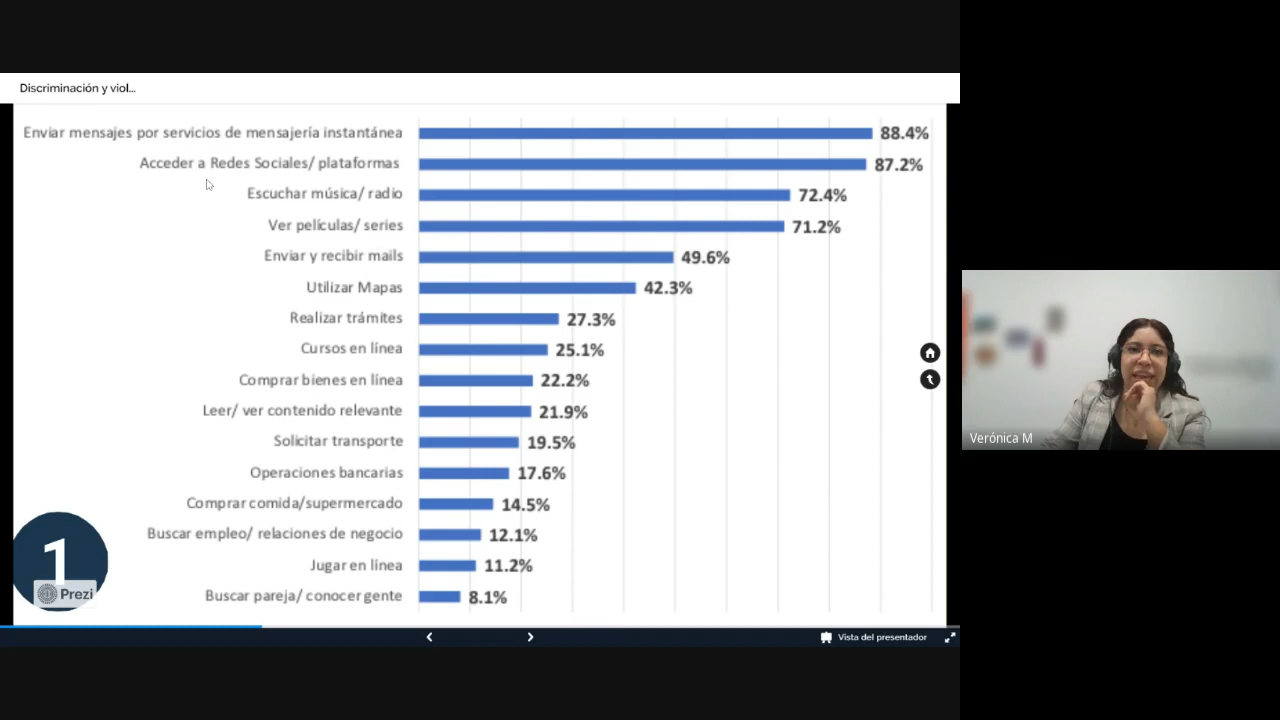 Discriminación y viol...
Enviar mensajes por servicios de mensajería instantánea 88.4%
Acceder a Redes Sociales/ plataformas 87.2%
Escuchar música/ radio 72.4%
Ver películas/ series 71.2%
Enviar y recibir mails 49.6%
Utilizar Mapas 42.3%
Realizar trámites 27.3%
Cursos en línea 25.1%
Comprar bienes en línea 22.2%
Leer/ ver contenido relevante 21.9%
Solicitar transporte 19.5%
Operaciones bancarias 17.6%
Comprar comida/supermercado 14.5%
Buscar empleo/ relaciones de negocio 12.1%
Jugar en línea 11.2%
Buscar pareja/ conocer gente 8.1%
1
Prezi
Vista del presentador
Verónica M